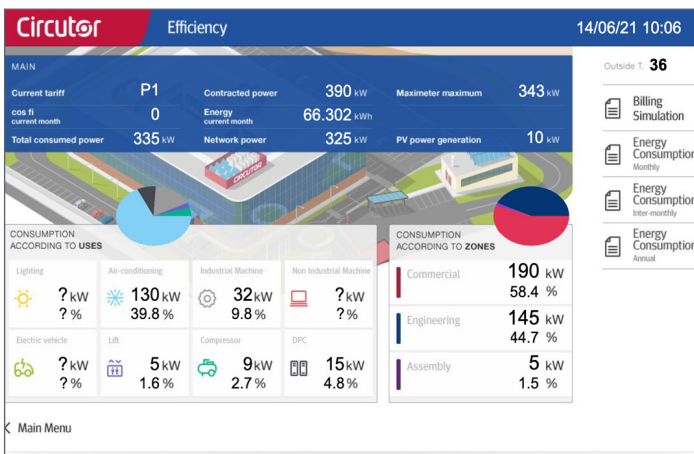 Circutor Efficiency 14/06/21 10:06
MAIN
Current tariff P1 Contracted power 390 kW Maximeter maximum 343 kW
cos fi current month 0 Energy current month 66.302 kWh
Total consumed power 335 kW Network power 325 kW PV power generation 10 kW
Outside T. 36
Billing Simulation
Energy Consumption
Monthly
Energy Consumption
Inter-monthly
Energy Consumption
Annual
CIRCUTOR
CONSUMPTION
ACCORDING TO USES
Lighting Air-conditioning Industrial Machine Non Industrial Machine
? kW 130 kW 32 kW ? kW
? % 39.8 % 9.8 % ? %
Electric vehicle Lift Compressor DPC
? kW 5 kW 9 kW 15 kW
? % 1.6 % 2.7 % 4.8 %
CONSUMPTION
ACCORDING TO ZONES
Commercial 190 kW
58.4 %
Engineering 145 kW
44.7 %
Assembly 5 kW
1.5 %
Main Menu